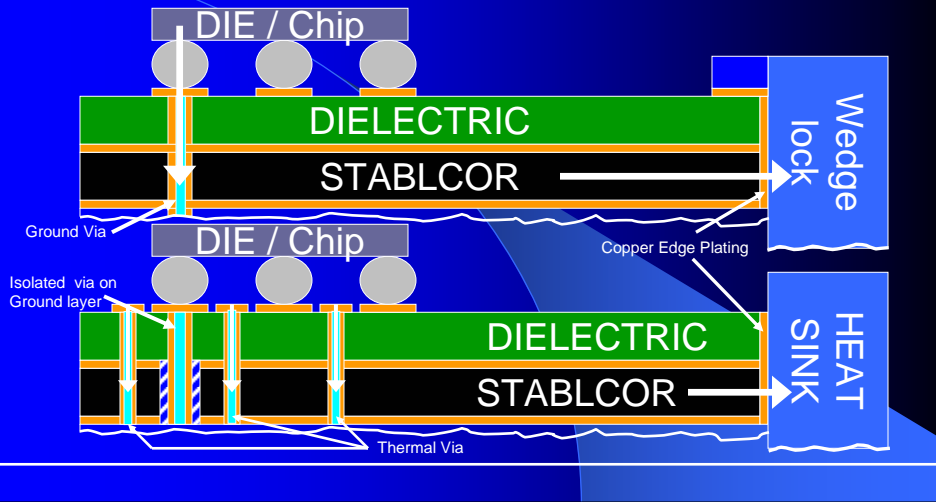 DIE / Chip
DIELECTRIC
STABLCOR
Wedge
lock
Ground Via
DIE / Chip
Copper Edge Plating
Isolated via on
Ground layer
DIELECTRIC
STABLCOR
HEAT
SINK
Thermal Via